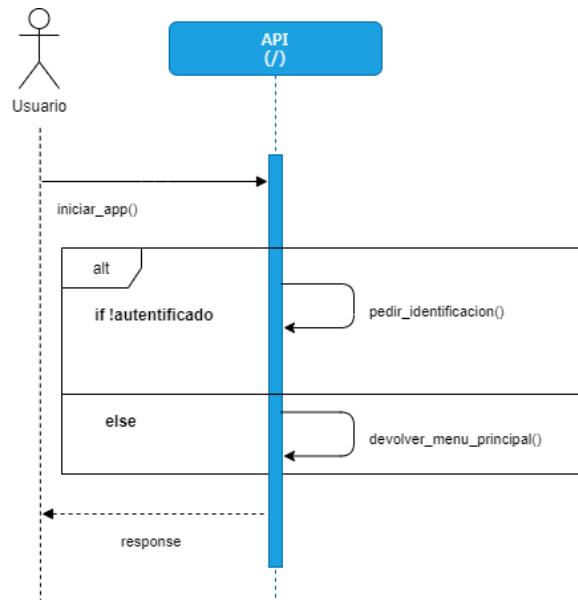 API
(/)
Usuario
iniciar_app()
alt
if !autentificado
pedir_identificacion()
else
devolver_menu_principal()
response